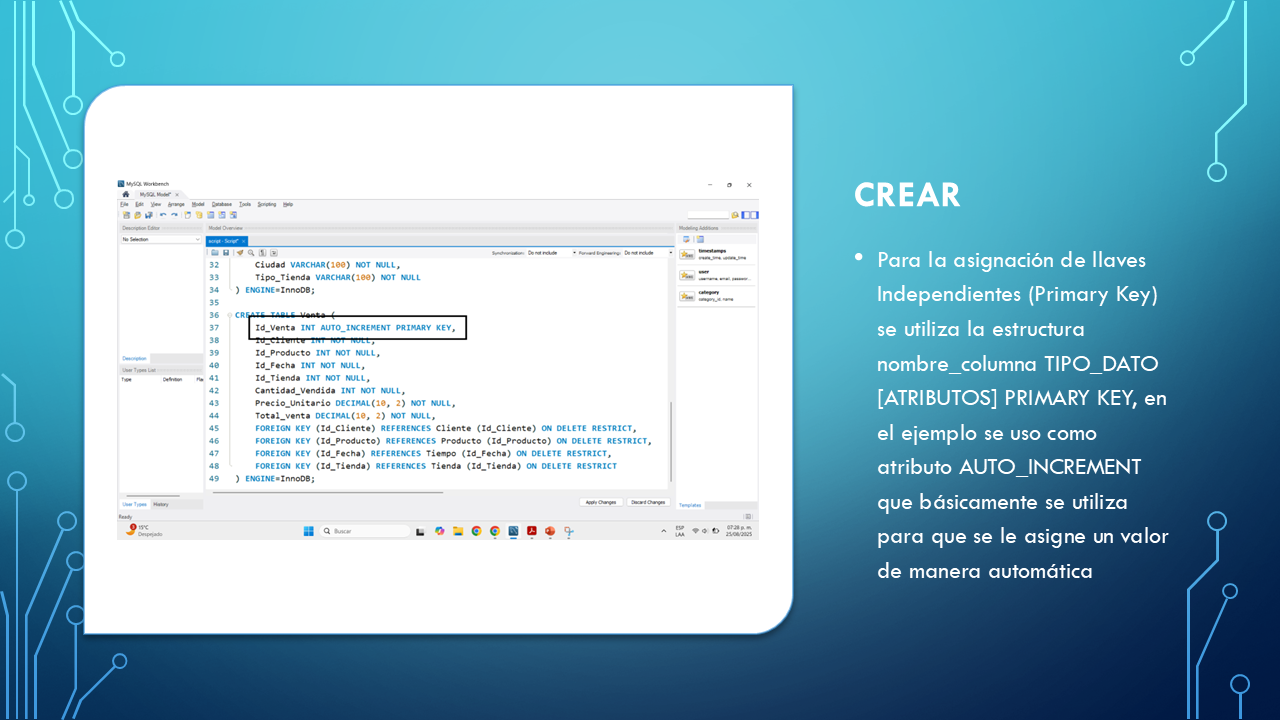 MySQL Workbench
MySQL Model* ×
File Edit View Arrange Model Database Tools Scripting Help
Description Editor
Model Overview
Modeling Additions
No Selection
script - Script* ×
Synchronization: Do not include
Forward Engineering: Do not include
timestamps
create_time, update_time
user
username, email, passwor...
category
category_id, name
32 Ciudad VARCHAR(100) NOT NULL,
33 Tipo_Tienda VARCHAR(100) NOT NULL
34 ) ENGINE=InnoDB;
35
36 CREATE TABLE Venta (
37 Id_Venta INT AUTO_INCREMENT PRIMARY KEY,
38 Id_Cliente INT NOT NULL,
39 Id_Producto INT NOT NULL,
40 Id_Fecha INT NOT NULL,
41 Id_Tienda INT NOT NULL,
42 Cantidad_Vendida INT NOT NULL,
43 Precio_Unitario DECIMAL(10, 2) NOT NULL,
44 Total_venta DECIMAL(10, 2) NOT NULL,
45 FOREIGN KEY (Id_Cliente) REFERENCES Cliente (Id_Cliente) ON DELETE RESTRICT,
46 FOREIGN KEY (Id_Producto) REFERENCES Producto (Id_Producto) ON DELETE RESTRICT,
47 FOREIGN KEY (Id_Fecha) REFERENCES Tiempo (Id_Fecha) ON DELETE RESTRICT,
48 FOREIGN KEY (Id_Tienda) REFERENCES Tienda (Id_Tienda) ON DELETE RESTRICT
49 ) ENGINE=InnoDB;
Description
User Types List
Type Definition Fla
User Types History
Apply Changes Discard Changes
Templates
Ready
15°C
Despejado
Buscar
ESP
LAA
07:28 p. m.
25/08/2025
CREAR
• Para la asignación de llaves
Independientes (Primary Key)
se utiliza la estructura
nombre_columna TIPO_DATO
[ATRIBUTOS] PRIMARY KEY, en
el ejemplo se uso como
atributo AUTO_INCREMENT
que básicamente se utiliza
para que se le asigne un valor
de manera automática